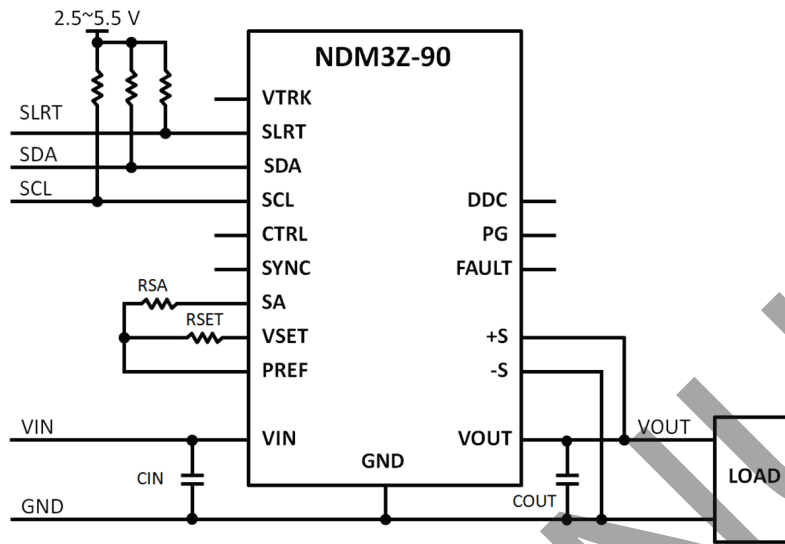 2.5~5.5 V
NDM3Z-90
VTRK
SLRT
SLRT
SDA
SDA
SCL
SCL
DDC
CTRL
PG
SYNC
FAULT
RSA
SA
RSET
VSET
+S
PREF
-S
VIN
VIN
VOUT
VOUT
GND
CIN
COUT
LOAD
GND